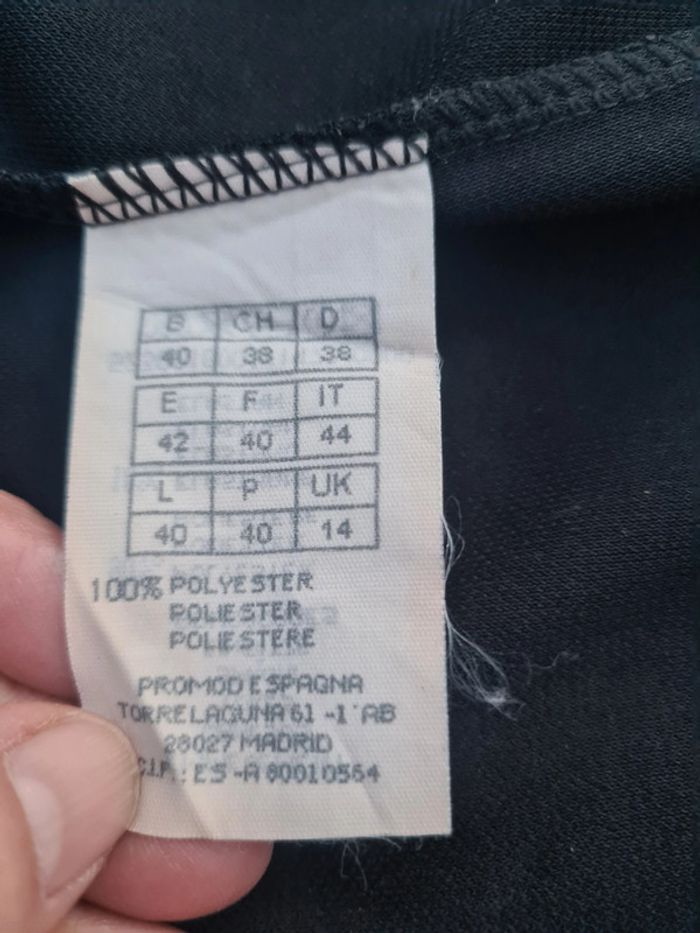 B CH D
40 38 38
E F IT
42 40 44
L P UK
40 40 14
100% POLYESTER
POLIESTER
POLIESTERE
PROMOD ESPAGNA
TORRELAGUNA 61 -1°AB
28027 MADRID
C.I.F.: ES -A 80010564